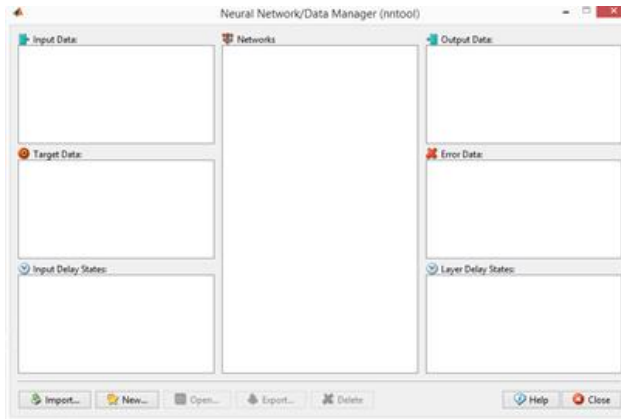 Neural Network/Data Manager (nntool)
Input Data:
Networks
Output Data:
Target Data:
Error Data:
Input Delay States:
Layer Delay States:
Import...
New...
Open...
Export...
Delete
Help
Close